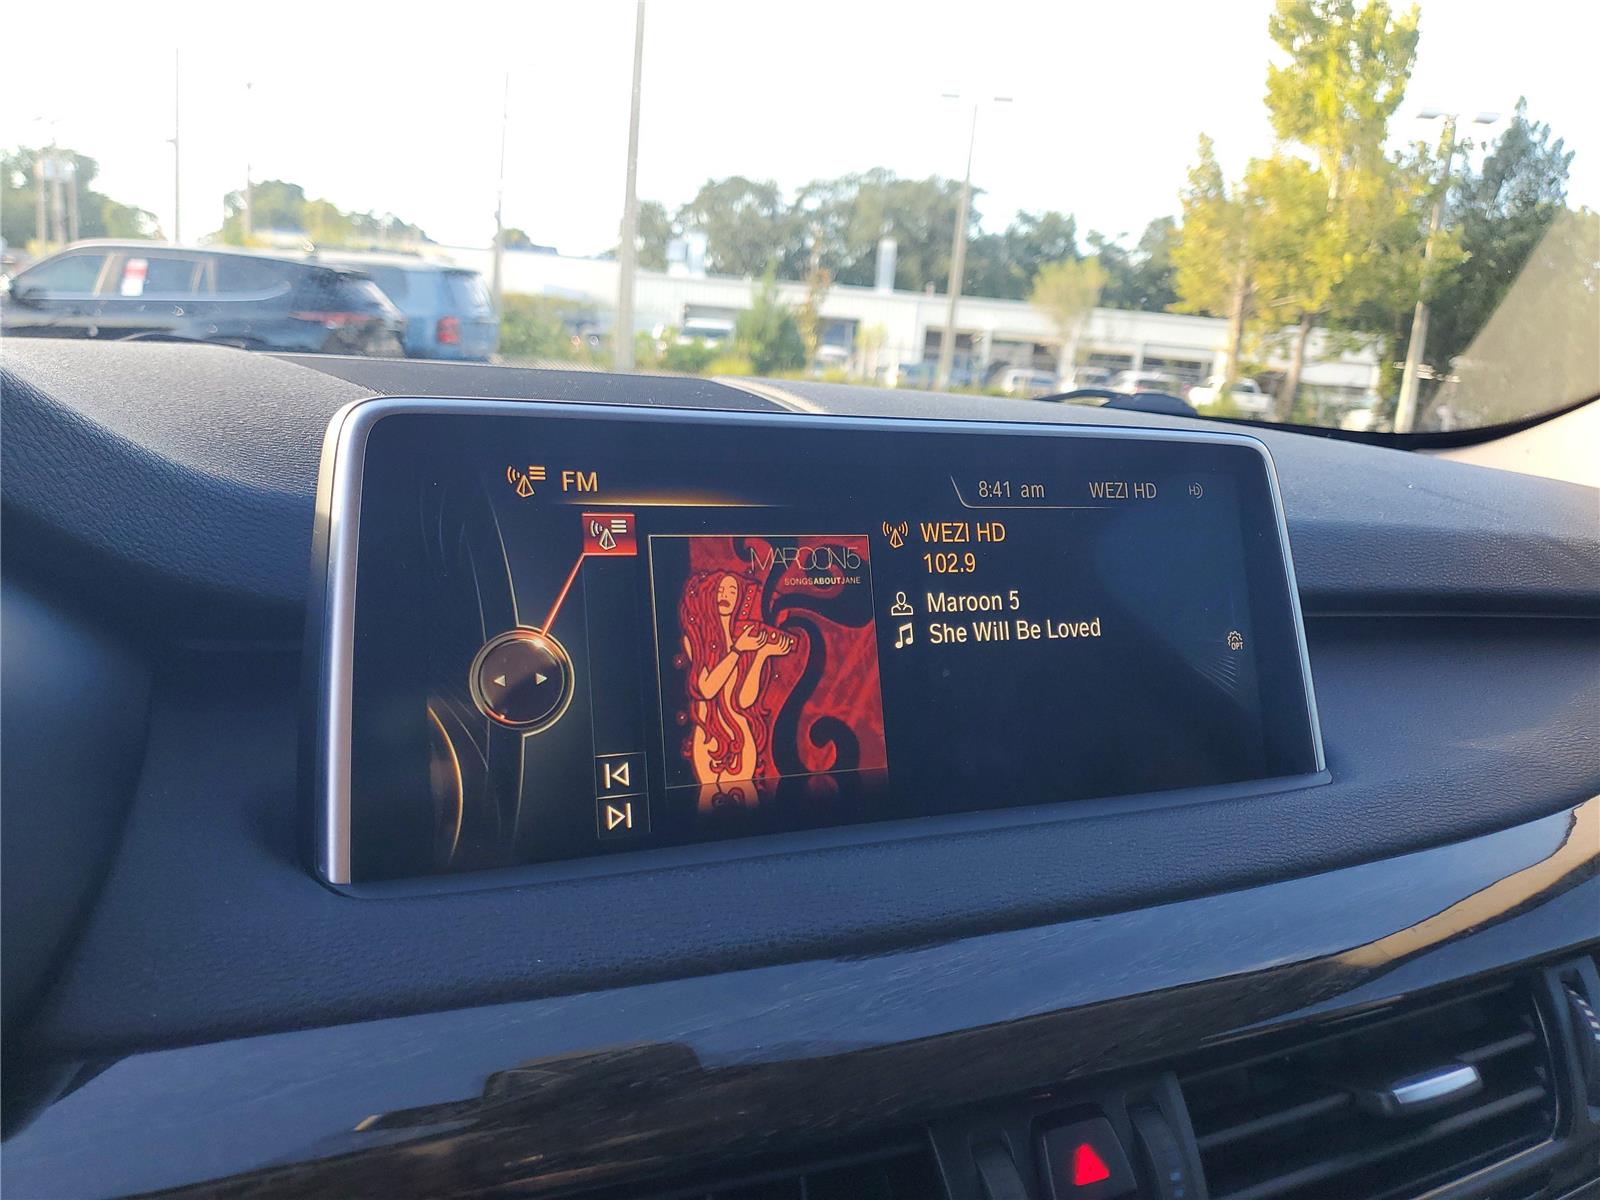 FM
8:41 am WEZI HD HD
MAROON5
SONGSABOUTJANE
WEZI HD
102.9
Maroon 5
She Will Be Loved
OPT